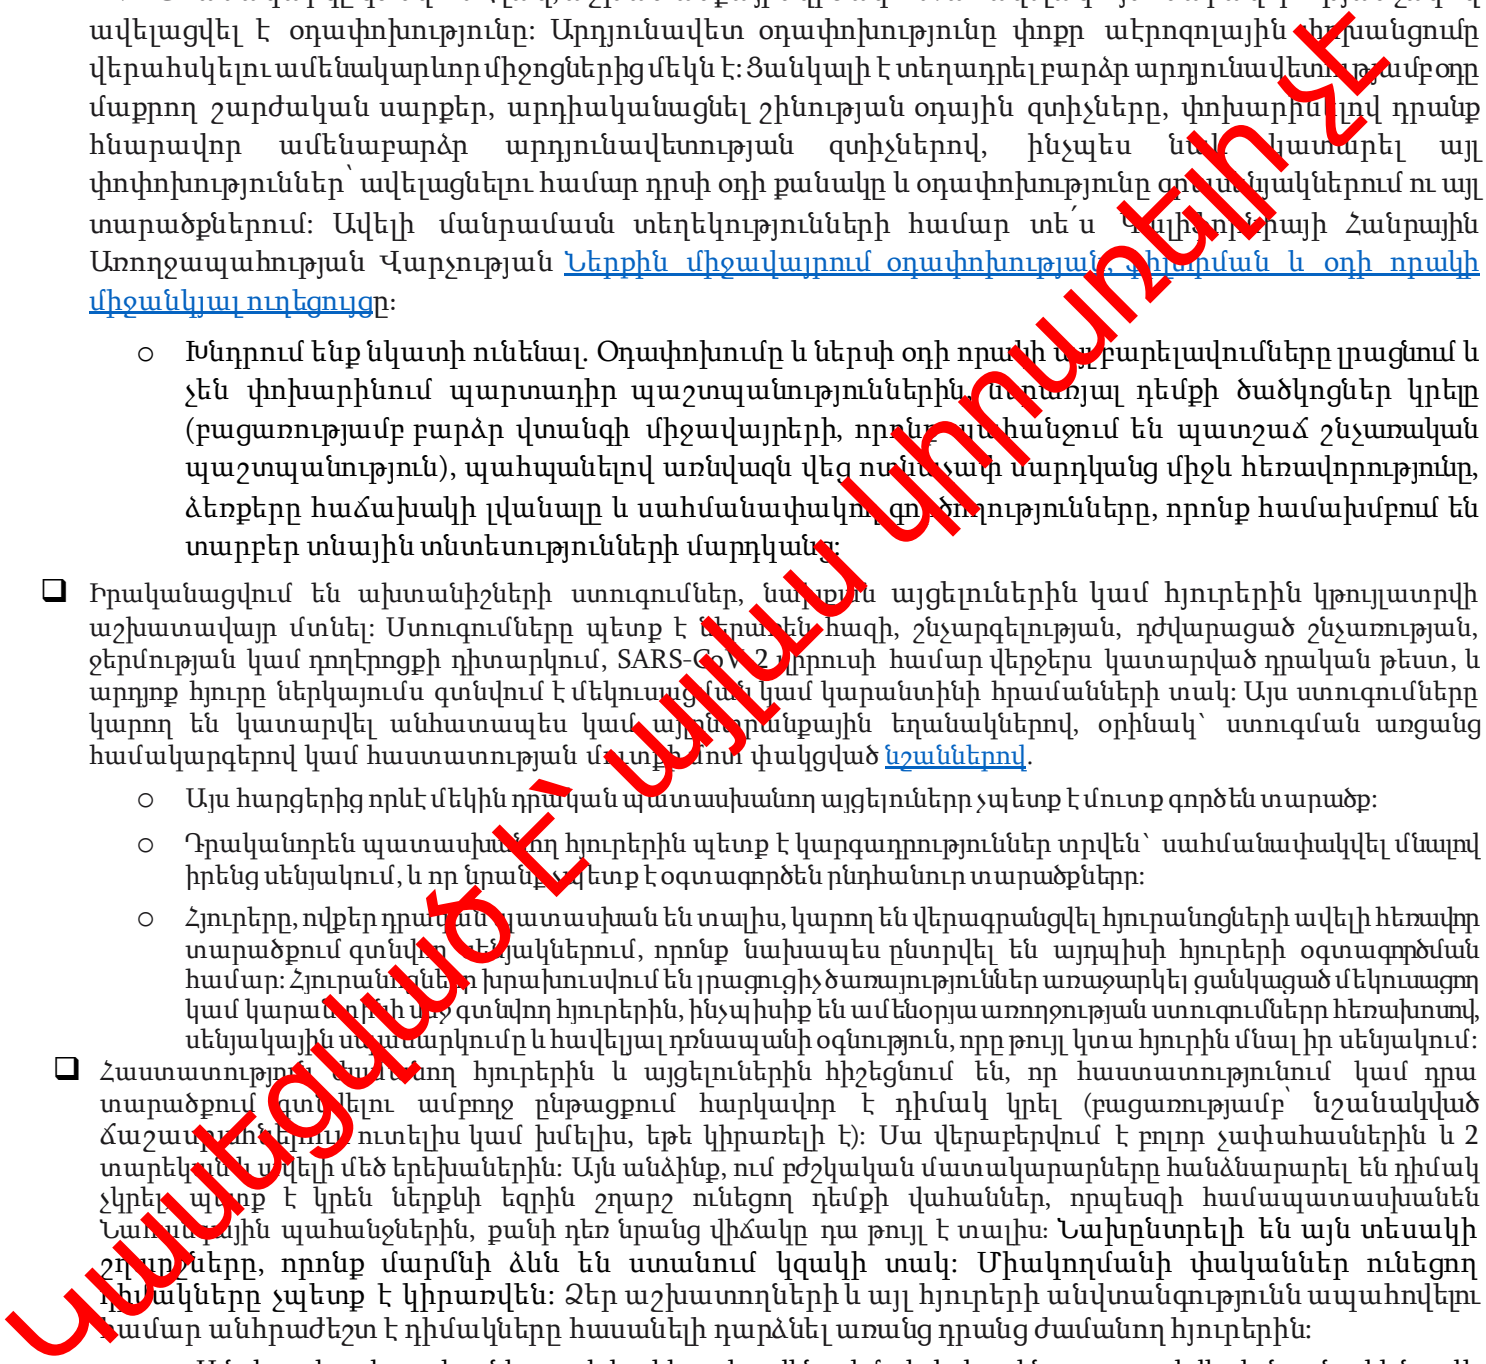 ավելացվել է օդափոխությունը: Արդյունավետ օդափոխությունը փոքր աէրոզոլային փոխանցումը
վերահսկելու ամենակարևոր միջոցներից մեկն է: Ցանկալի է տեղադրել բարձր արդյունավետությամբ օդը
մաքրող շարժական սարքեր, արդիականացնել շինության օդային զտիչները, փոխարինելով դրանք
հնարավոր ամենաբարձր արդյունավետության զտիչներով, ինչպես նաև կատարել այլ
փոփոխություններ՝ ավելացնելու համար դրսի օդի քանակը և օդափոխությունը գրասենյակներում ու այլ
տարածքներում: Ավելի մանրամասն տեղեկությունների համար տե՛ս Կալիֆորնիայի Հանրային
Առողջապահության Վարչության Ներքին միջավայրում օդափոխության, ֆիլտրման և օդի որակի
միջանկյալ ուղեցույցը:
o Խնդրում ենք նկատի ունենալ. Օդափոխումը և ներսի օդի որակի այլ բարելավումները լրացնում և
չեն փոխարինում պարտադիր պաշտպանություններին, ներառյալ դեմքի ծածկոցներ կրելը
(բացառությամբ բարձր վտանգի միջավայրերի, որոնք պահանջում են պատշաճ շնչառական
պաշտպանություն), պահպանելով առնվազն վեց ոտնաչափ մարդկանց միջև հեռավորությունը,
ձեռքերը հաճախակի լվանալը և սահմանափակող գործողությունները, որոնք համախմբում են
տարբեր տնային տնտեսությունների մարդկանց:
❑ Իրականացվում են ախտանիշների ստուգումներ, նախքան այցելուներին կամ հյուրերին կթույլատրվի
աշխատավայր մտնել: Ստուգումները պետք է ներառեն հազի, շնչարգելության, դժվարացած շնչառության,
ջերմության կամ դողէրոցքի դիտարկում, SARS-CoV-2 վիրուսի համար վերջերս կատարված դրական թեստ, և
արդյոք հյուրը ներկայումս գտնվում է մեկուսացման կամ կարանտինի հրամանների տակ: Այս ստուգումները
կարող են կատարվել անհատապես կամ այլընտրանքային եղանակներով, օրինակ՝ ստուգման առցանց
համակարգերով կամ հաստատության մուտքի մոտ փակցված նշաններով.
o Այս հարցերից որևէ մեկին դրական պատասխանող այցելուները չպետք է մուտք գործեն տարածք:
o Դրականորեն պատասխանող հյուրերին պետք է կարգադրություններ տրվեն՝ սահմանափակվել մնալով
իրենց սենյակում, և որ նրանք չպետք է օգտագործեն ընդհանուր տարածքները:
o Հյուրերը, ովքեր դրական պատասխան են տալիս, կարող են վերագրանցվել հյուրանոցների ավելի հեռավոր
տարածքում գտնվող սենյակներում, որոնք նախապես ընտրվել են այդպիսի հյուրերի օգտագործման
համար: Հյուրանոցները խրախուսվում են լրացուցիչ ծառայություններ առաջարկել ցանկացած մեկուսացող
կամ կարանտինի մեջ գտնվող հյուրերին, ինչպիսիք են ամենօրյա առողջության ստուգումները հեռախոսով,
սենյակային սպասարկումը և հավելյալ դռնապանի օգնություն, որը թույլ կտա հյուրին մնալ իր սենյակում:
❑ Հաստատություն ժամանող հյուրերին և այցելուներին հիշեցնում են, որ հաստատությունում կամ դրա
տարածքում գտնվելու ամբողջ ընթացքում հարկավոր է դիմակ կրել (բացառությամբ՝ նշանակված
ճաշասրահներում ուտելիս կամ խմելիս, եթե կիրառելի է): Սա վերաբերվում է բոլոր չափահասներին և 2
տարեկան և ավելի մեծ երեխաներին: Այն անձինք, ում բժշկական մատակարարները հանձնարարել են դիմակ
չկրել, պետք է կրեն ներքևի եզրին շղարշ ունեցող դեմքի վահաններ, որպեսզի համապատասխանեն
Նահանգային պահանջներին, քանի դեռ նրանց վիճակը դա թույլ է տալիս: Նախընտրելի են այն տեսակի
շղարշները, որոնք մարմնի ձևն են ստանում կզակի տակ: Միակողմանի փականներ ունեցող
դիմակները չպետք է կիրառվեն: Ձեր աշխատողների և այլ հյուրերի անվտանգությունն ապահովելու
համար անհրաժեշտ է դիմակները հասանելի դարձնել առանց դրանց ժամանող հյուրերին:
Կասեցված է՝ այլևս կիրառելի չէ